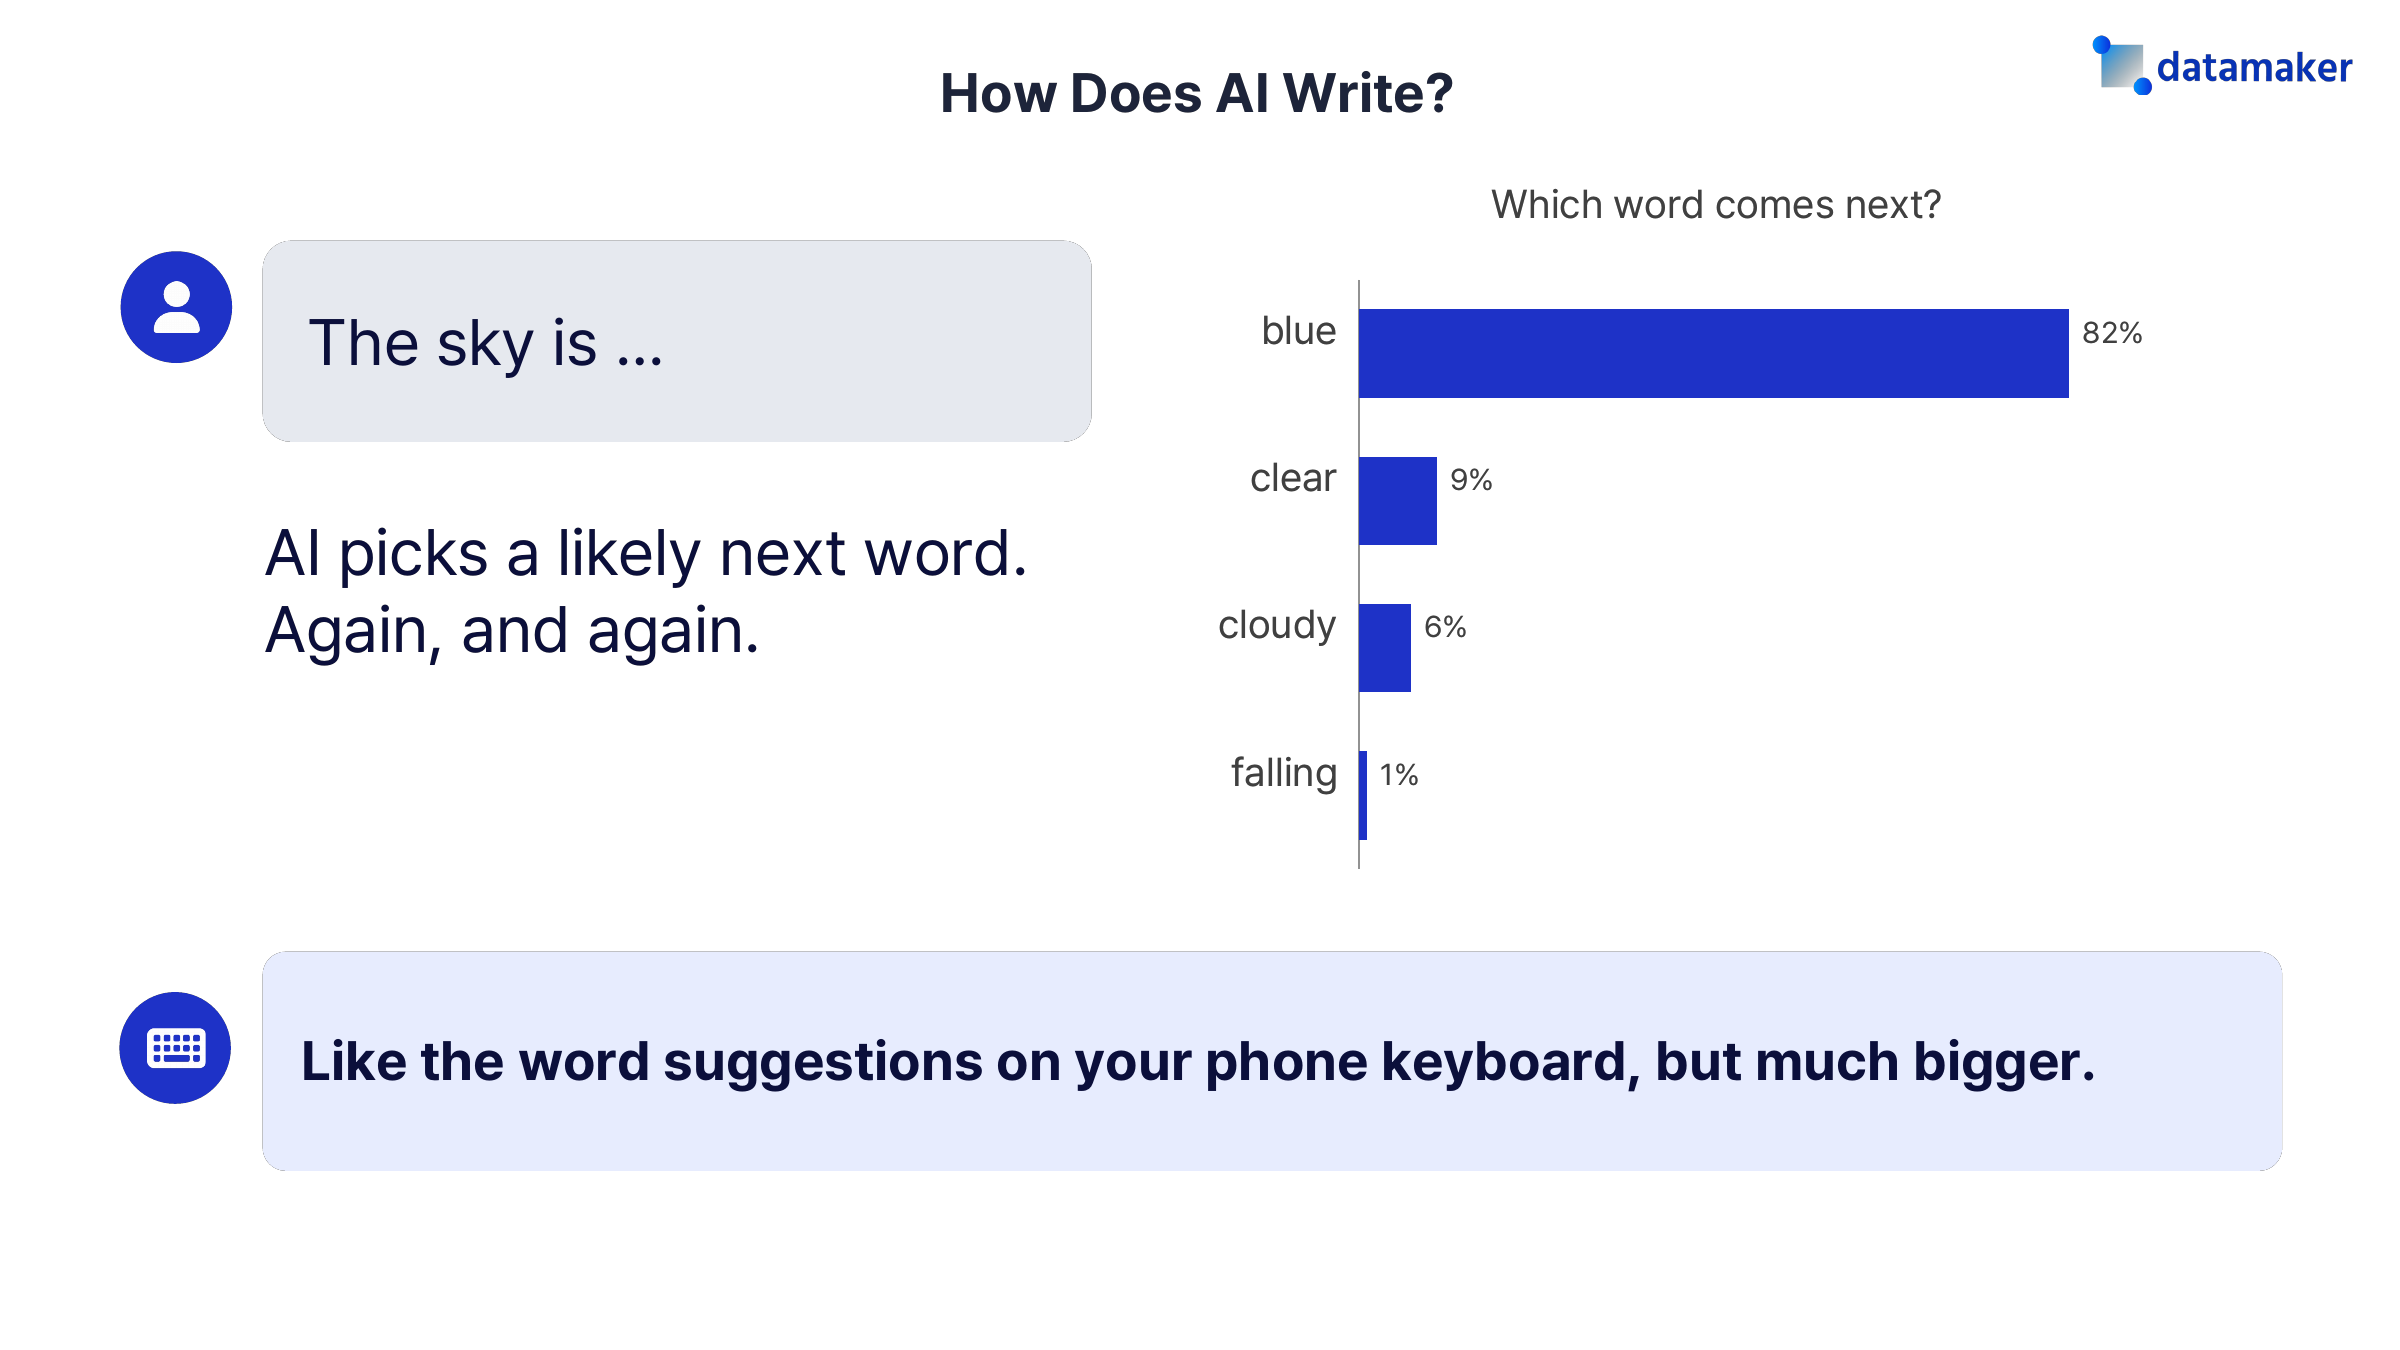 How Does AI Write?
datamaker
The sky is ...
AI picks a likely next word.
Again, and again.
Which word comes next?
blue 82%
clear 9%
cloudy 6%
falling 1%
Like the word suggestions on your phone keyboard, but much bigger.